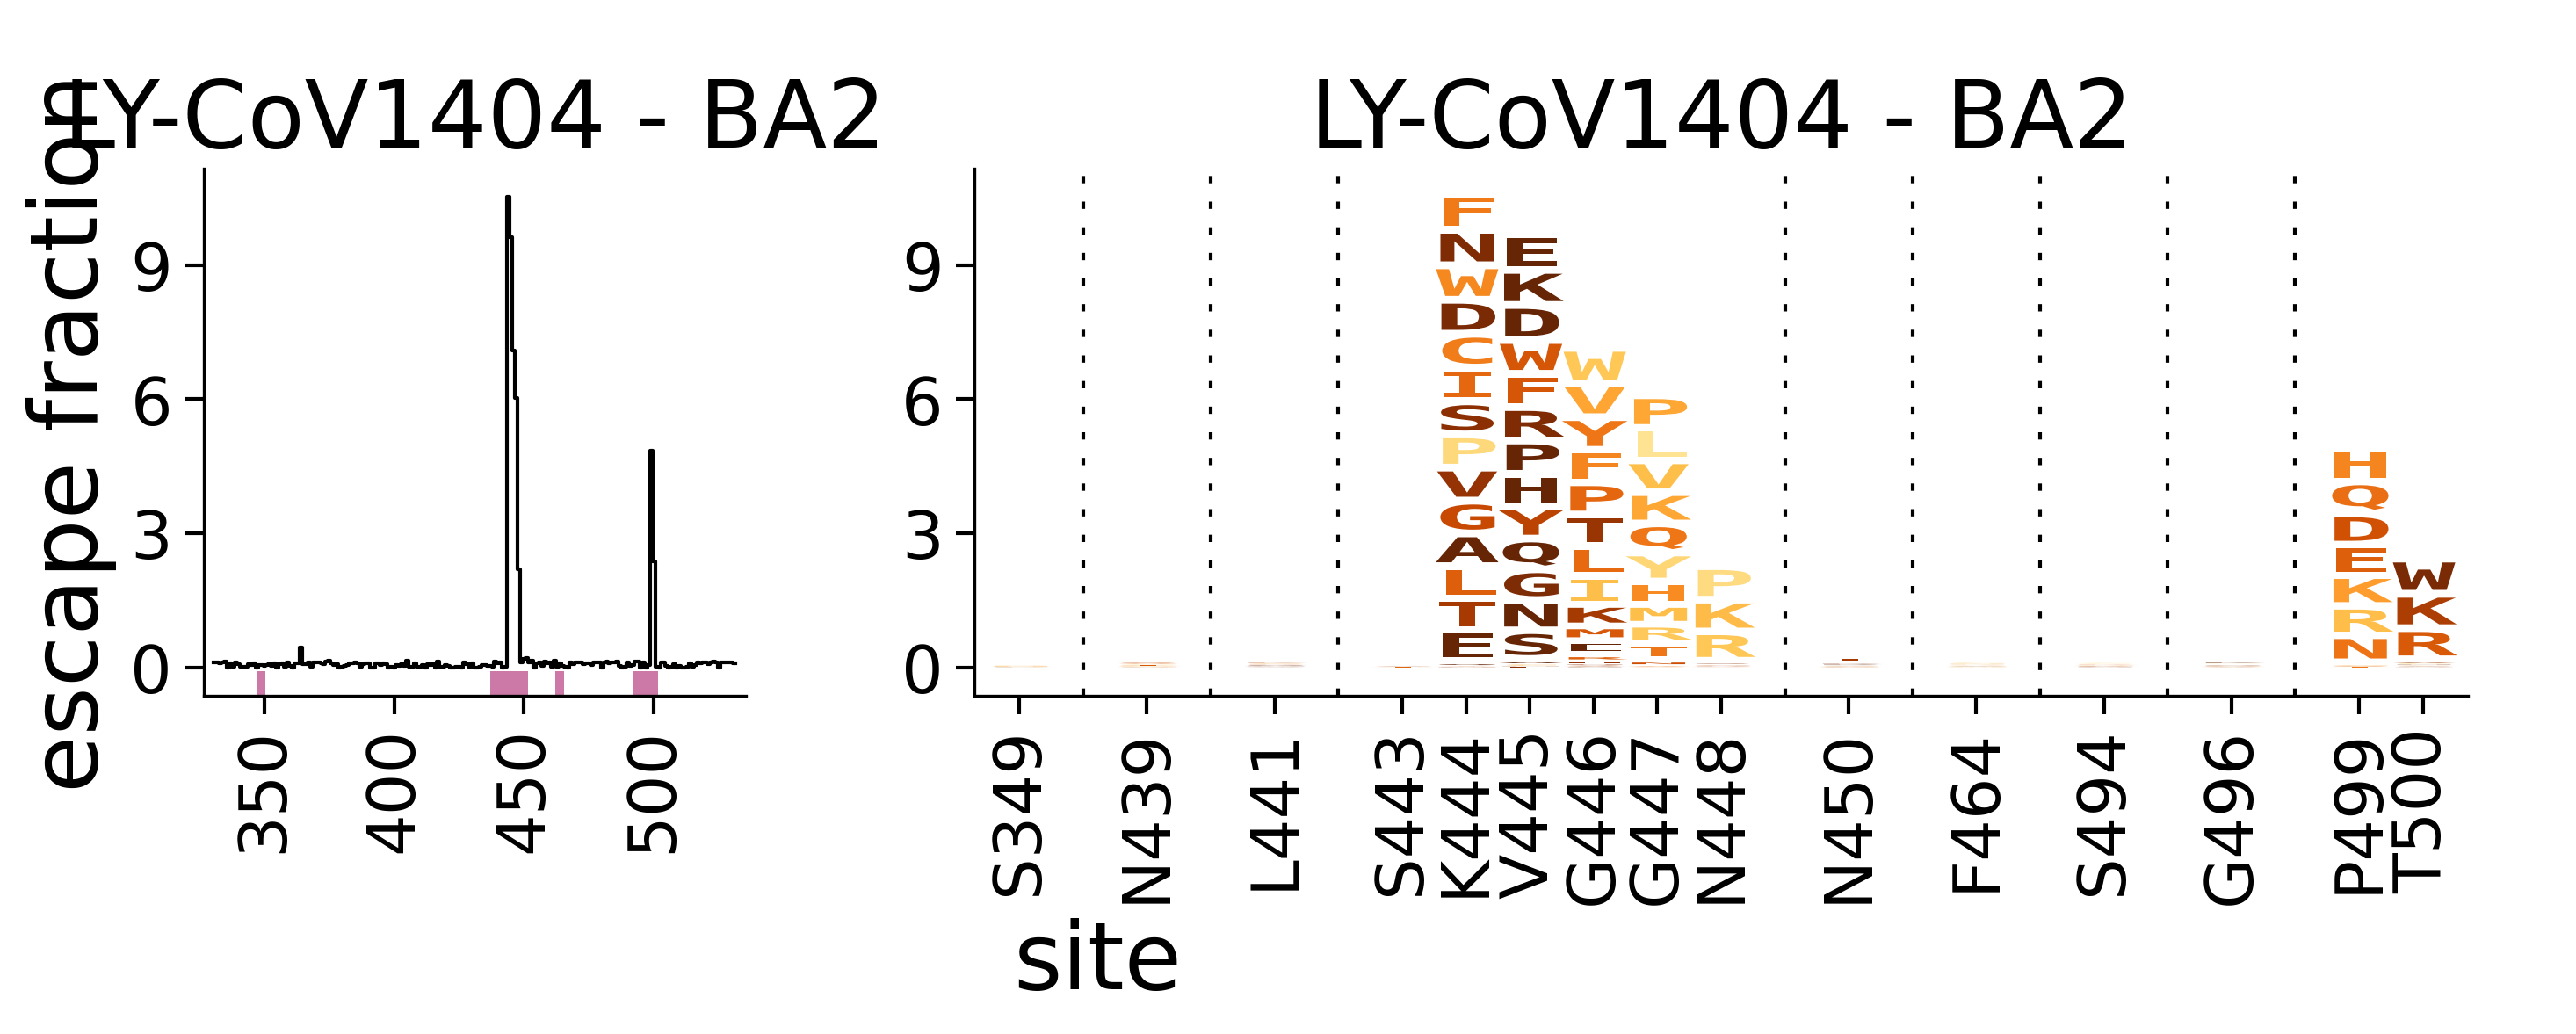 LY-CoV1404 - BA2
escape fraction
9
6
3
0
350
400
450
500
LY-CoV1404 - BA2
9
6
3
0
F
N
W
D
C
I
S
P
V
G
A
L
T
E
E
K
D
W
F
R
P
H
Y
Q
G
N
S
W
V
Y
F
P
T
L
I
K
M
E
P
L
V
K
Q
Y
H
M
R
T
P
K
R
H
Q
D
E
K
R
N
W
K
R
S349
N439
L441
S443
K444
V445
G446
G447
N448
N450
F464
S494
G496
P499
T500
site